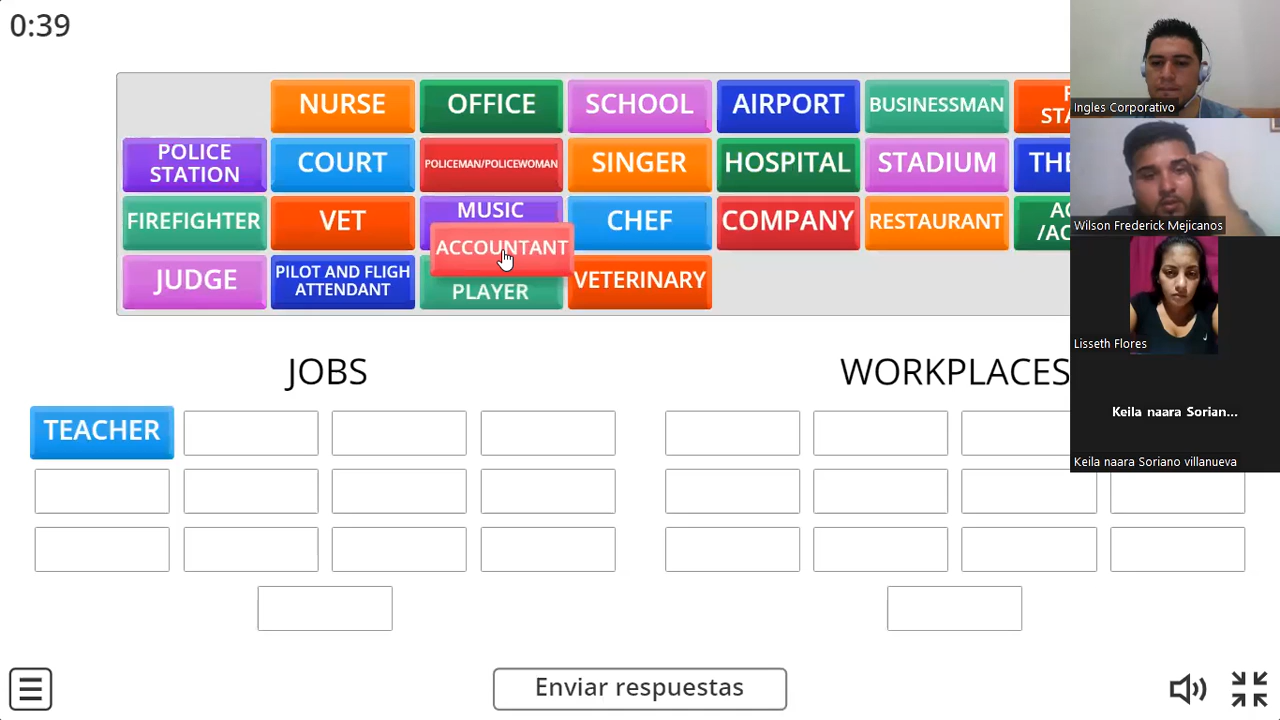 0:39
NURSE
OFFICE
SCHOOL
AIRPORT
BUSINESSMAN
POLICE
STATION
COURT
POLICEMAN/POLICEWOMAN
SINGER
HOSPITAL
STADIUM
FIREFIGHTER
VET
MUSIC
CHEF
COMPANY
RESTAURANT
ACCOUNTANT
JUDGE
PILOT AND FLIGH
ATTENDANT
PLAYER
VETERINARY
JOBS
WORKPLACES
TEACHER
Enviar respuestas
Ingles Corporativo
Wilson Frederick Mejicanos
Lisseth Flores
Keila naara Sorian...
Keila naara Soriano villanueva